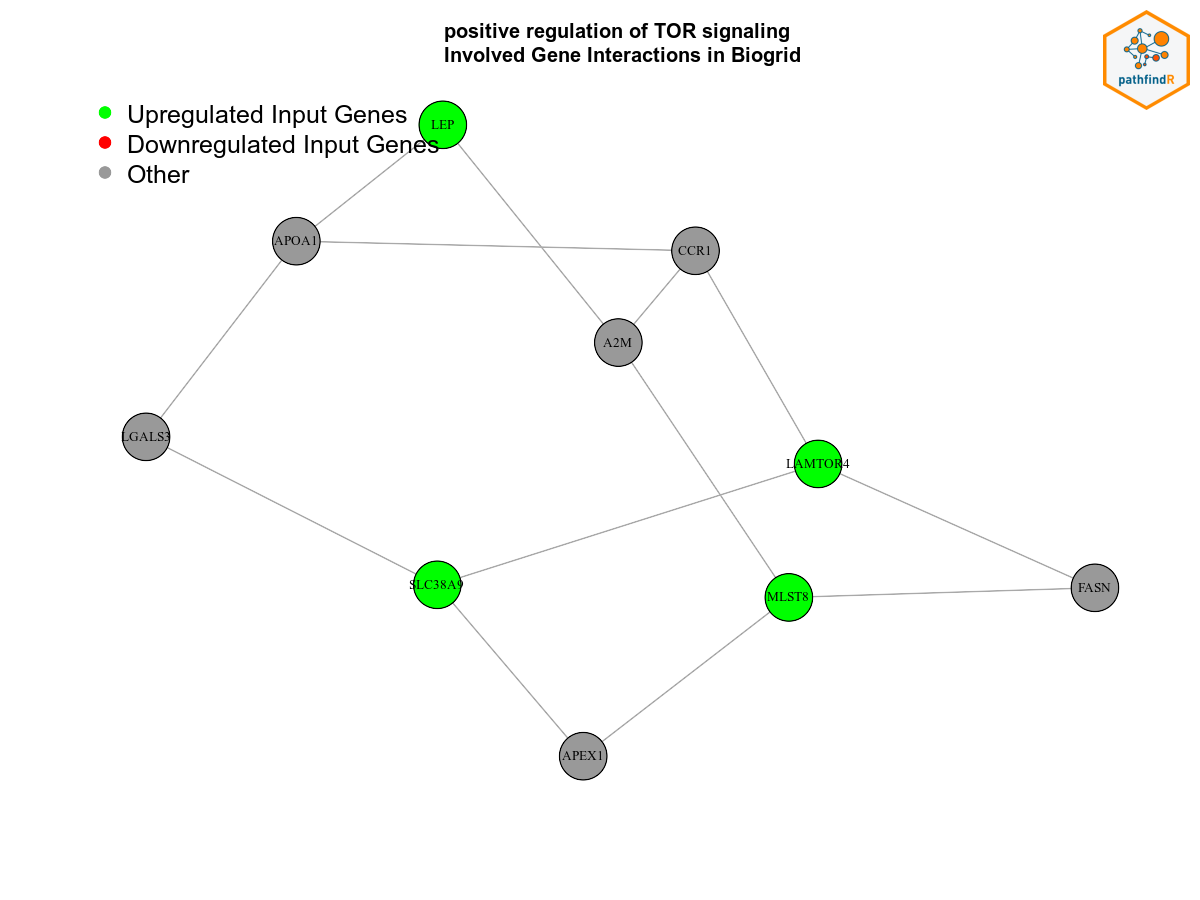 positive regulation of TOR signaling
Involved Gene Interactions in Biogrid
pathfindR
Upregulated Input Genes
Downregulated Input Genes
Other
LEP
APOA1
CCR1
A2M
LGALS3
LAMTOR4
SLC38A9
MLST8
FASN
APEX1